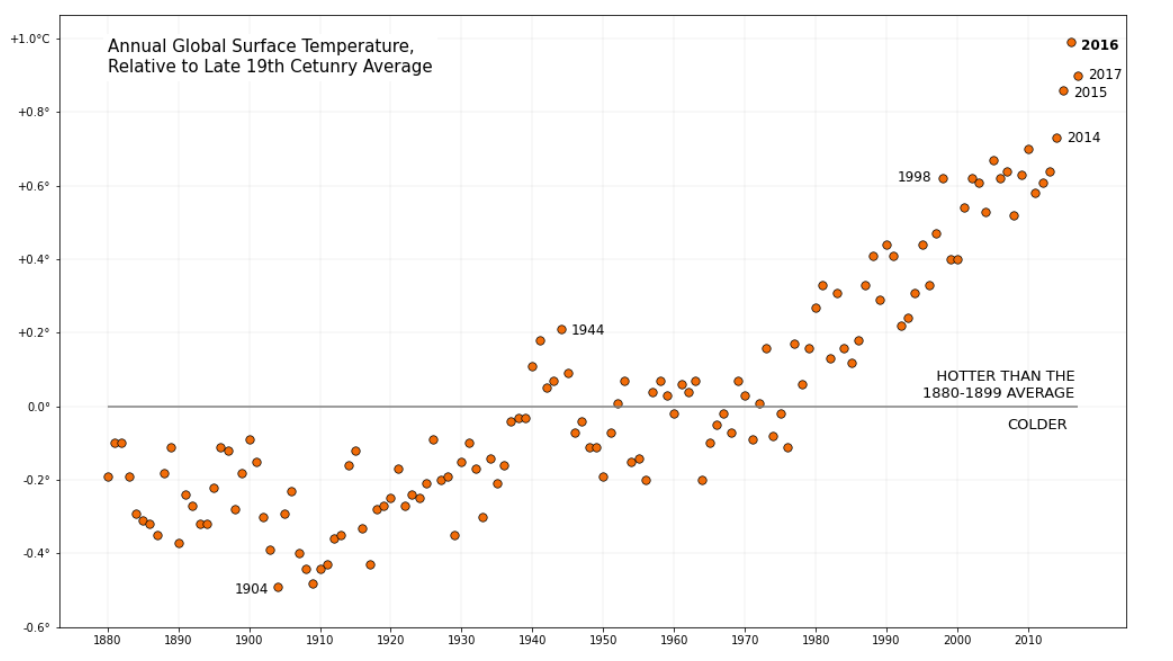 +1.0°C
Annual Global Surface Temperature,
Relative to Late 19th Cetunry Average
2016
2017
2015
+0.8°
2014
1998
+0.6°
+0.4°
1944
+0.2°
HOTTER THAN THE
1880-1899 AVERAGE
0.0°
COLDER
-0.2°
-0.4°
1904
-0.6°
1880 1890 1900 1910 1920 1930 1940 1950 1960 1970 1980 1990 2000 2010